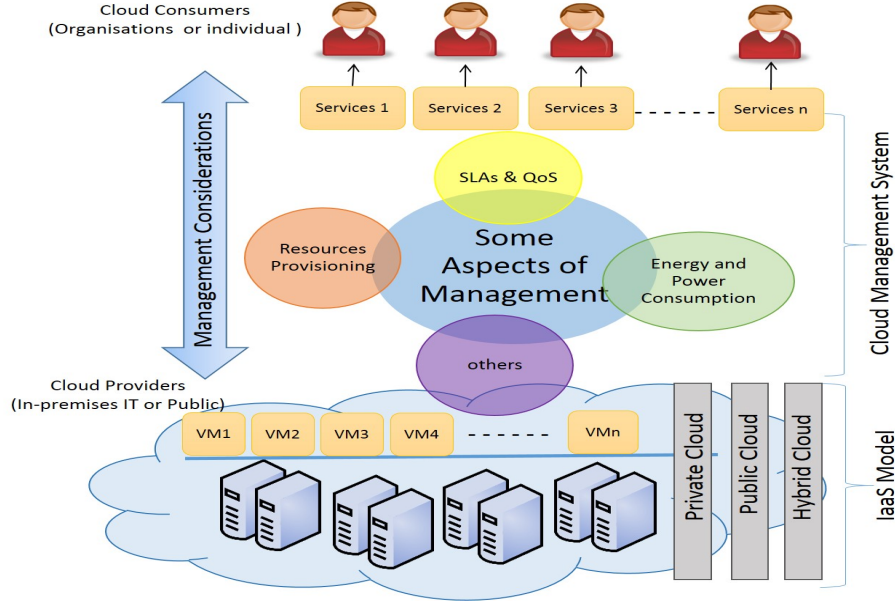 Cloud Consumers
(Organisations or individual )
Services 1
Services 2
Services 3
Services n
Management Considerations
SLAs & QoS
Resources
Provisioning
Some
Aspects of
Management
Energy and
Power
Consumption
others
Cloud Management System
Cloud Providers
(In-premises IT or Public)
VM1
VM2
VM3
VM4
VMn
Private Cloud
Public Cloud
Hybrid Cloud
IaaS Model